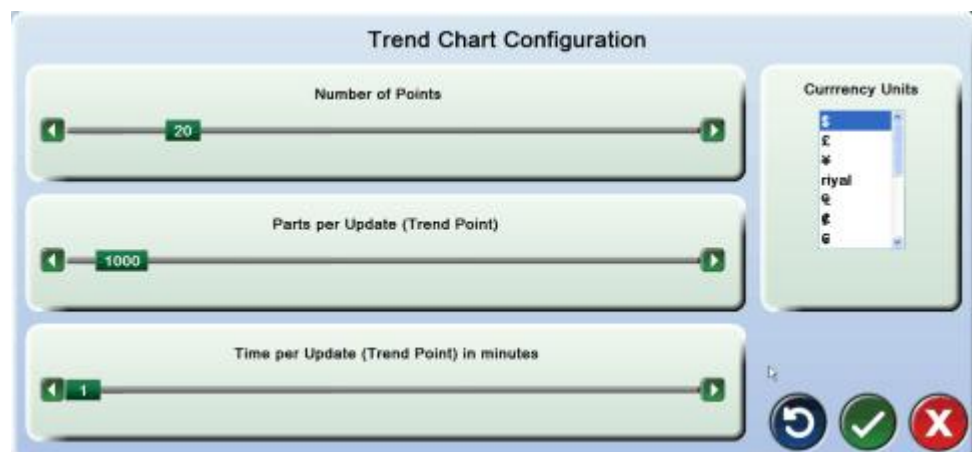 Trend Chart Configuration
Number of Points
20
Parts per Update (Trend Point)
1000
Time per Update (Trend Point) in minutes
1
Currrency Units
$
£
¥
riyal